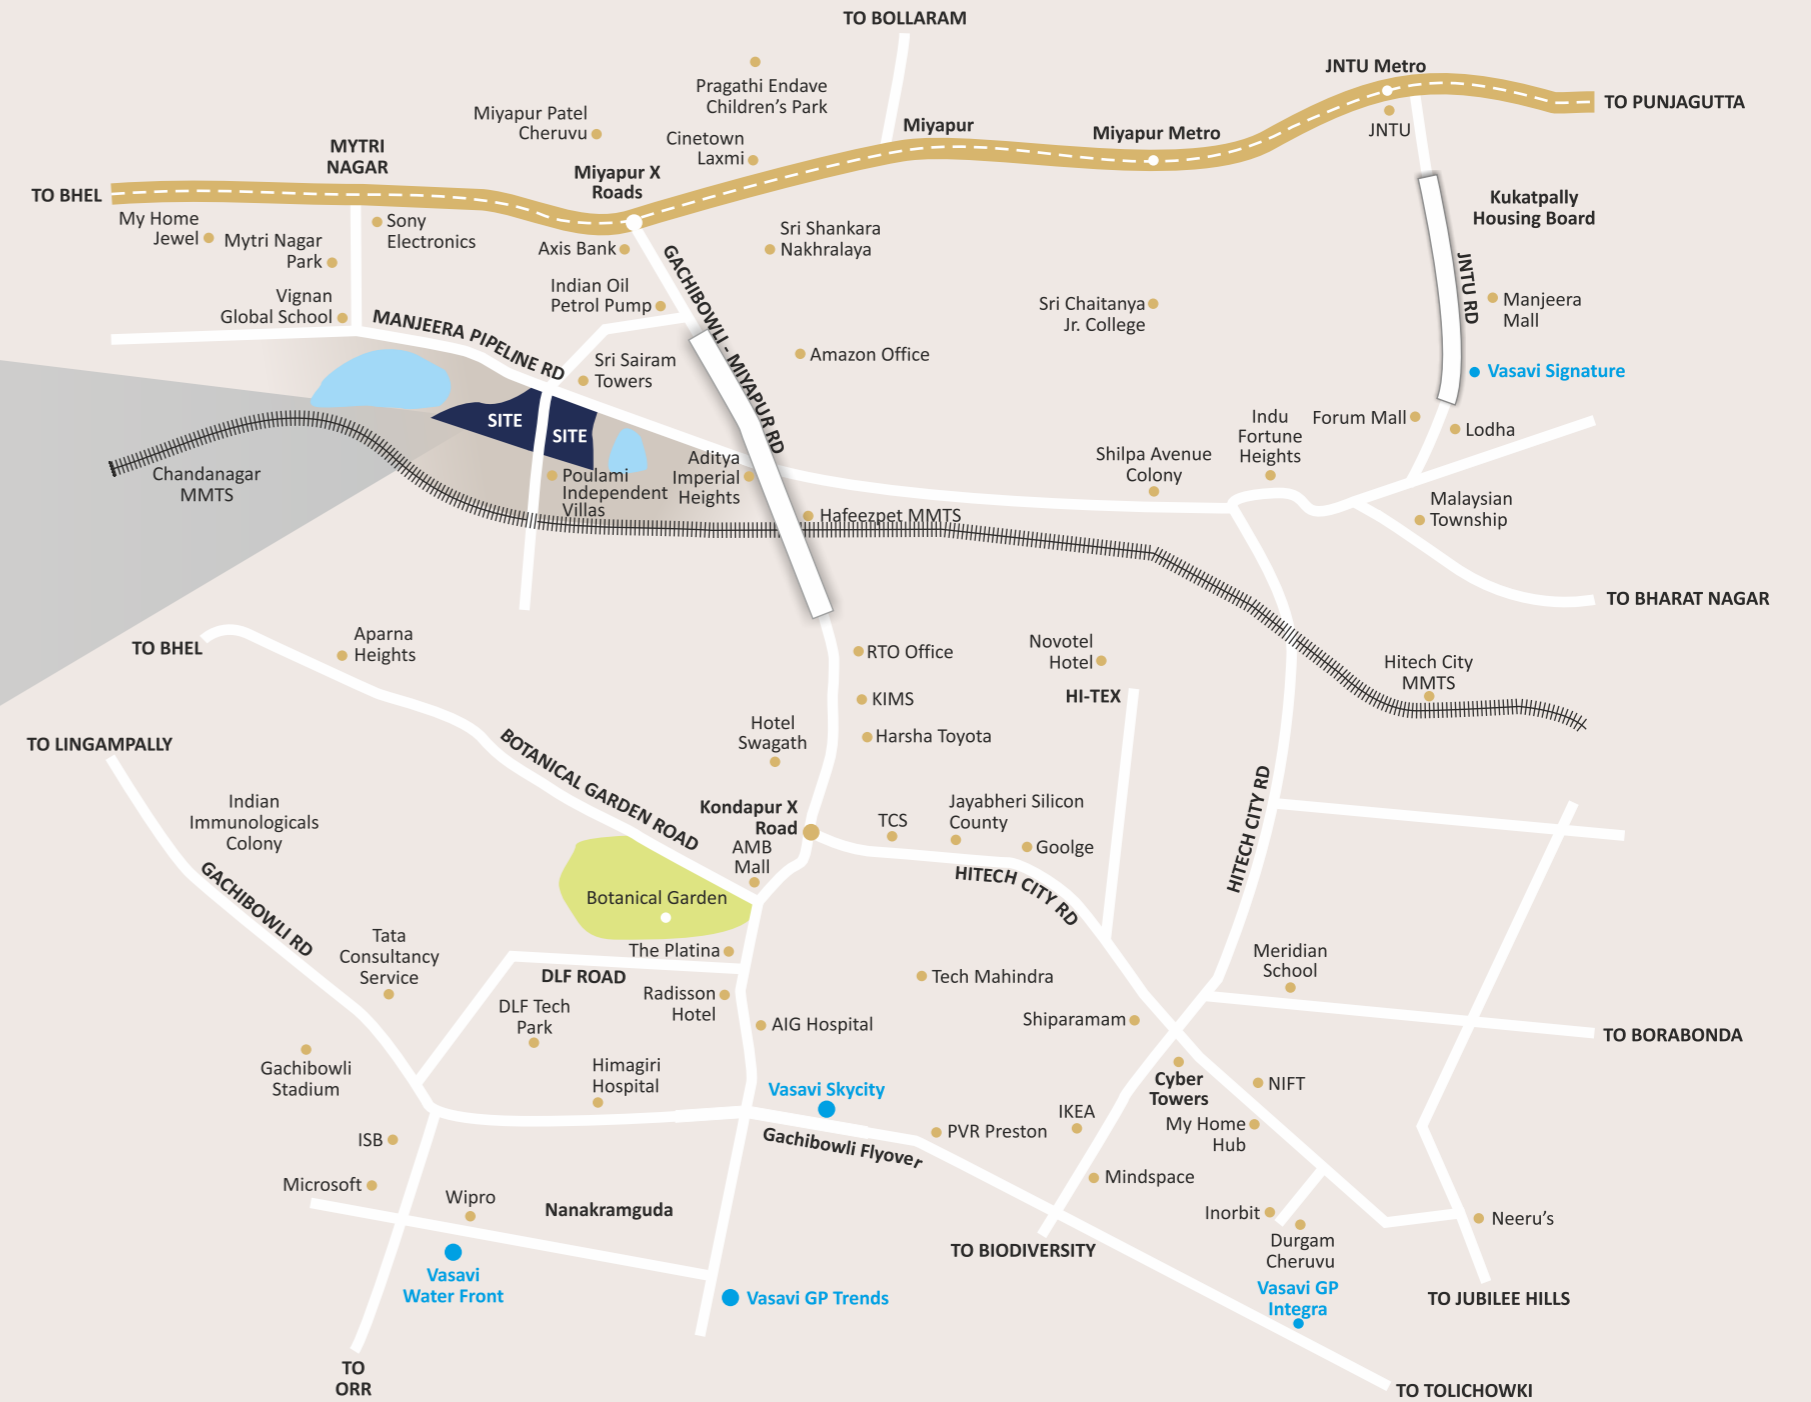 TO BOLLARAM
JNTU Metro
Pragathi Endave
Children's Park
TO PUNJAGUTTA
Miyapur Patel
Cheruvu
Miyapur
Miyapur Metro
JNTU
Cinetown
Laxmi
MYTRI
NAGAR
Miyapur X
Roads
TO BHEL
Kukatpally
Housing Board
My Home
Jewel
Mytri Nagar
Park
Sony
Electronics
Axis Bank
Sri Shankara
Nakhralaya
GACHIBOWLI - MIYAPUR RD
JNTU RD
Indian Oil
Petrol Pump
Vignan
Global School
Sri Chaitanya
Jr. College
Manjeera
Mall
MANJEERA PIPELINE RD
Amazon Office
Sri Sairam
Towers
Vasavi Signature
SITE
SITE
Indu
Fortune
Heights
Forum Mall
Lodha
Shilpa Avenue
Colony
Chandanagar
MMTS
Poulami
Independent
Villas
Aditya
Imperial
Heights
Hafeezpet MMTS
Malaysian
Township
TO BHARAT NAGAR
TO BHEL
Aparna
Heights
RTO Office
Novotel
Hotel
Hitech City
MMTS
KIMS
HI-TEX
TO LINGAMPALLY
BOTANICAL GARDEN ROAD
Hotel
Swagath
Harsha Toyota
Indian
Immunologicals
Colony
Kondapur X
Road
TCS
Jayabheri Silicon
County
HITECH CITY RD
AMB
Mall
Goolge
HITECH CITY RD
GACHIBOWLI RD
Botanical Garden
Tata
Consultancy
Service
The Platina
DLF ROAD
Meridian
School
Tech Mahindra
DLF Tech
Park
Radisson
Hotel
AIG Hospital
Shiparamam
TO BORABONDA
Gachibowli
Stadium
Himagiri
Hospital
Vasavi Skycity
Cyber
Towers
NIFT
IKEA
PVR Preston
My Home
Hub
ISB
Gachibowli Flyover
Microsoft
Wipro
Nanakramguda
Mindspace
Inorbit
Neeru's
TO BIODIVERSITY
Durgam
Cheruvu
Vasavi
Water Front
Vasavi GP Trends
Vasavi GP
Integra
TO JUBILEE HILLS
TO
ORR
TO TOLICHOWKI